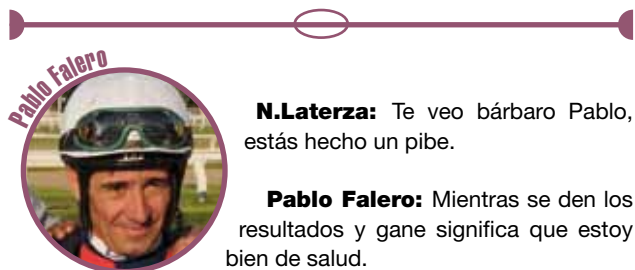 Pablo Falero
N.Laterza: Te veo bárbaro Pablo,
estás hecho un pibe.
Pablo Falero: Mientras se den los
resultados y gane significa que estoy
bien de salud.